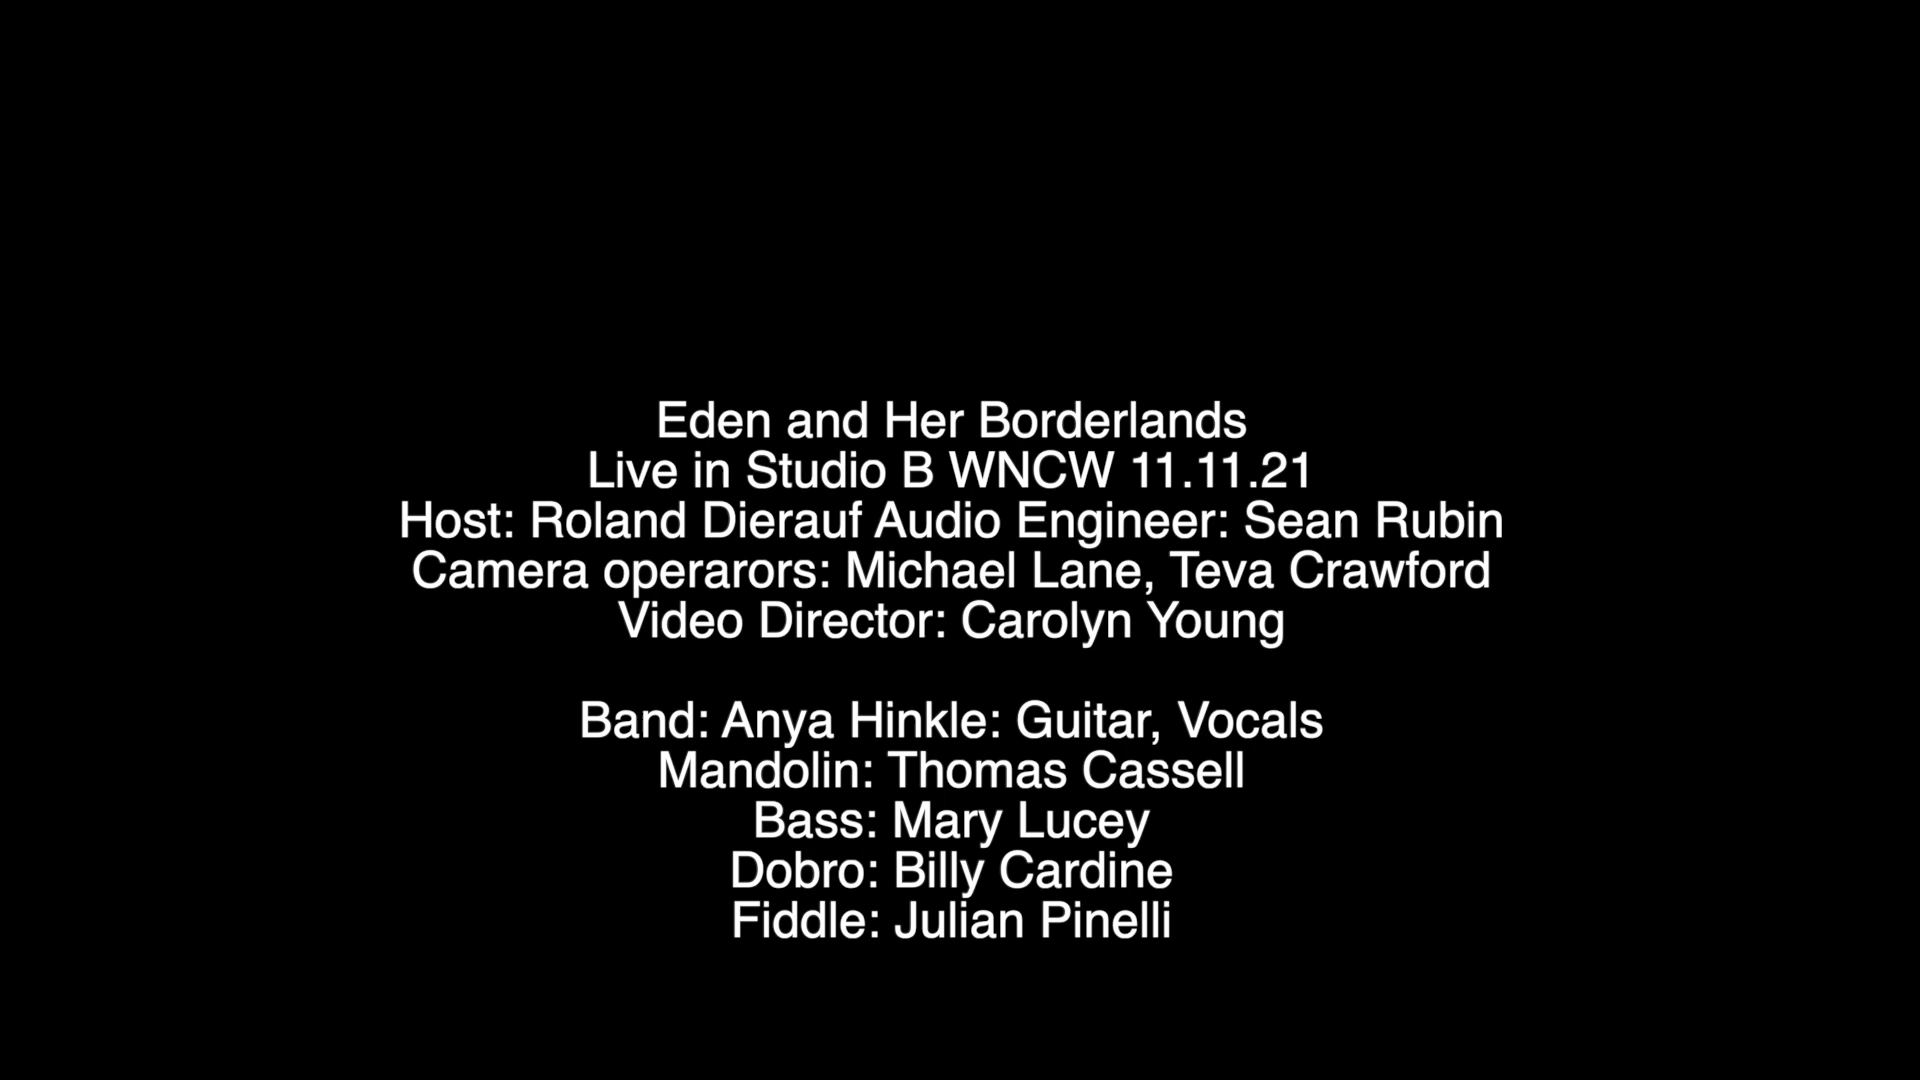 Eden and Her Borderlands
Live in Studio B WNCW 11.11.21
Host: Roland Dierauf Audio Engineer: Sean Rubin
Camera operarors: Michael Lane, Teva Crawford
Video Director: Carolyn Young
Band: Anya Hinkle: Guitar, Vocals
Mandolin: Thomas Cassell
Bass: Mary Lucey
Dobro: Billy Cardine
Fiddle: Julian Pinelli